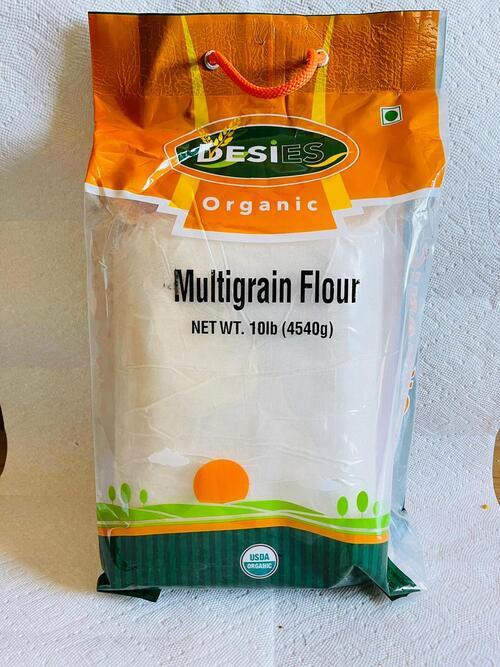 DESiES
Organic
Multigrain Flour
NET WT. 10lb (4540g)
USDA
ORGANIC